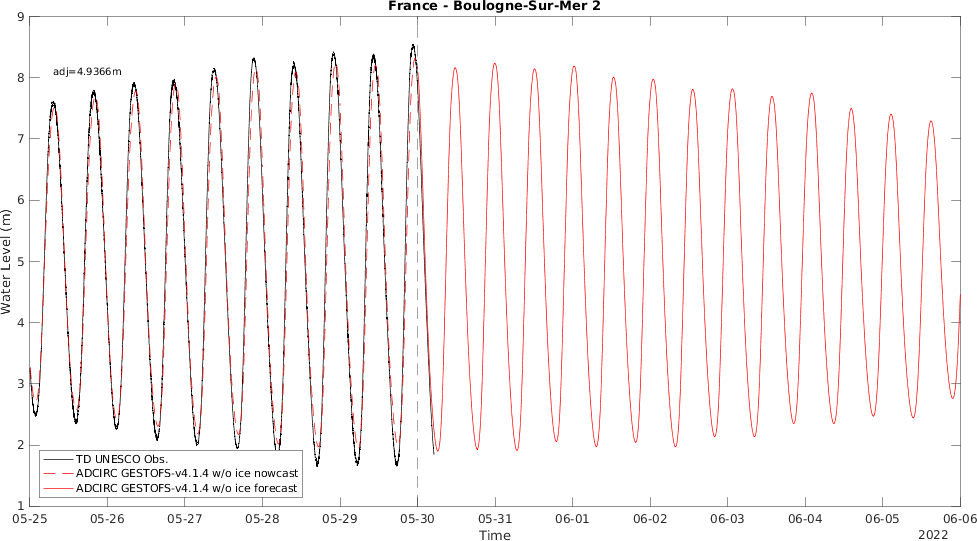 France - Boulogne-Sur-Mer 2
9
8
7
6
5
4
3
2
1
Water Level (m)
adj=4.9366m
TD UNESCO Obs.
ADCIRC GESTOFS-v4.1.4 w/o ice nowcast
ADCIRC GESTOFS-v4.1.4 w/o ice forecast
05-25 05-26 05-27 05-28 05-29 05-30 05-31 06-01 06-02 06-03 06-04 06-05 06-06
Time
2022